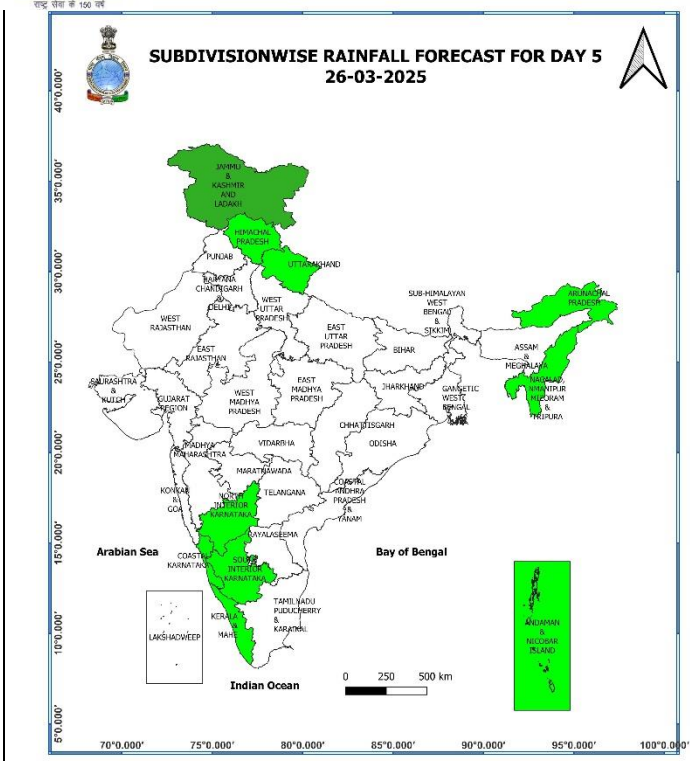 राष्ट्र सेवा के 150 वर्ष
SUBDIVISIONWISE RAINFALL FORECAST FOR DAY 5
26-03-2025
40°0.000'
35°0.000'
30°0.000'
25°0.000'
20°0.000'
15°0.000'
10°0.000'
5°0.000'
JAMMU
&
KASHMIR
AND
LADAKH
HIMACHAL
PRADESH
PUNJAB
UTTARAKHAND
HARYANA
CHANDIGARH
&
DELHI
WEST
UTTAR
PRADESH
WEST
RAJASTHAN
EAST
RAJASTHAN
EAST
UTTAR
PRADESH
SUB-HIMALAYAN
WEST
BENGAL
&
SIKKIM
ARUNACHAL
PRADESH
ASSAM
&
MEGHALAYA
NAGALAD,
NMANIPUR
MIZORAM
&
TRIPURA
BIHAR
SAURASHTRA
&
KUTCH
GUJARAT
REGION
WEST
MADHYA
PRADESH
EAST
MADHYA
PRADESH
JHARKHAND
GANGETIC
WEST
BENGAL
CHHATTISGARH
ODISHA
VIDARBHA
MADHYA
MAHARASHTRA
MARATHAWADA
TELANGANA
KONKAN
&
GOA
NORTH
INTERIOR
KARNATAKA
COASTAL
ANDHRA
PRADESH
&
YANAM
RAYALASEEMA
COASTAL
KARNATAKA
SOUTH
INTERIOR
KARNATAKA
Arabian Sea
Bay of Bengal
TAMILNADU
PUDUCHERRY
&
KARAIKAL
KERALA
&
MAHE
LAKSHADWEEP
ANDAMAN
&
NICOBAR
ISLAND
Indian Ocean
0 250 500 km
70°0.000' 75°0.000' 80°0.000' 85°0.000' 90°0.000' 95°0.000' 100°0.000'